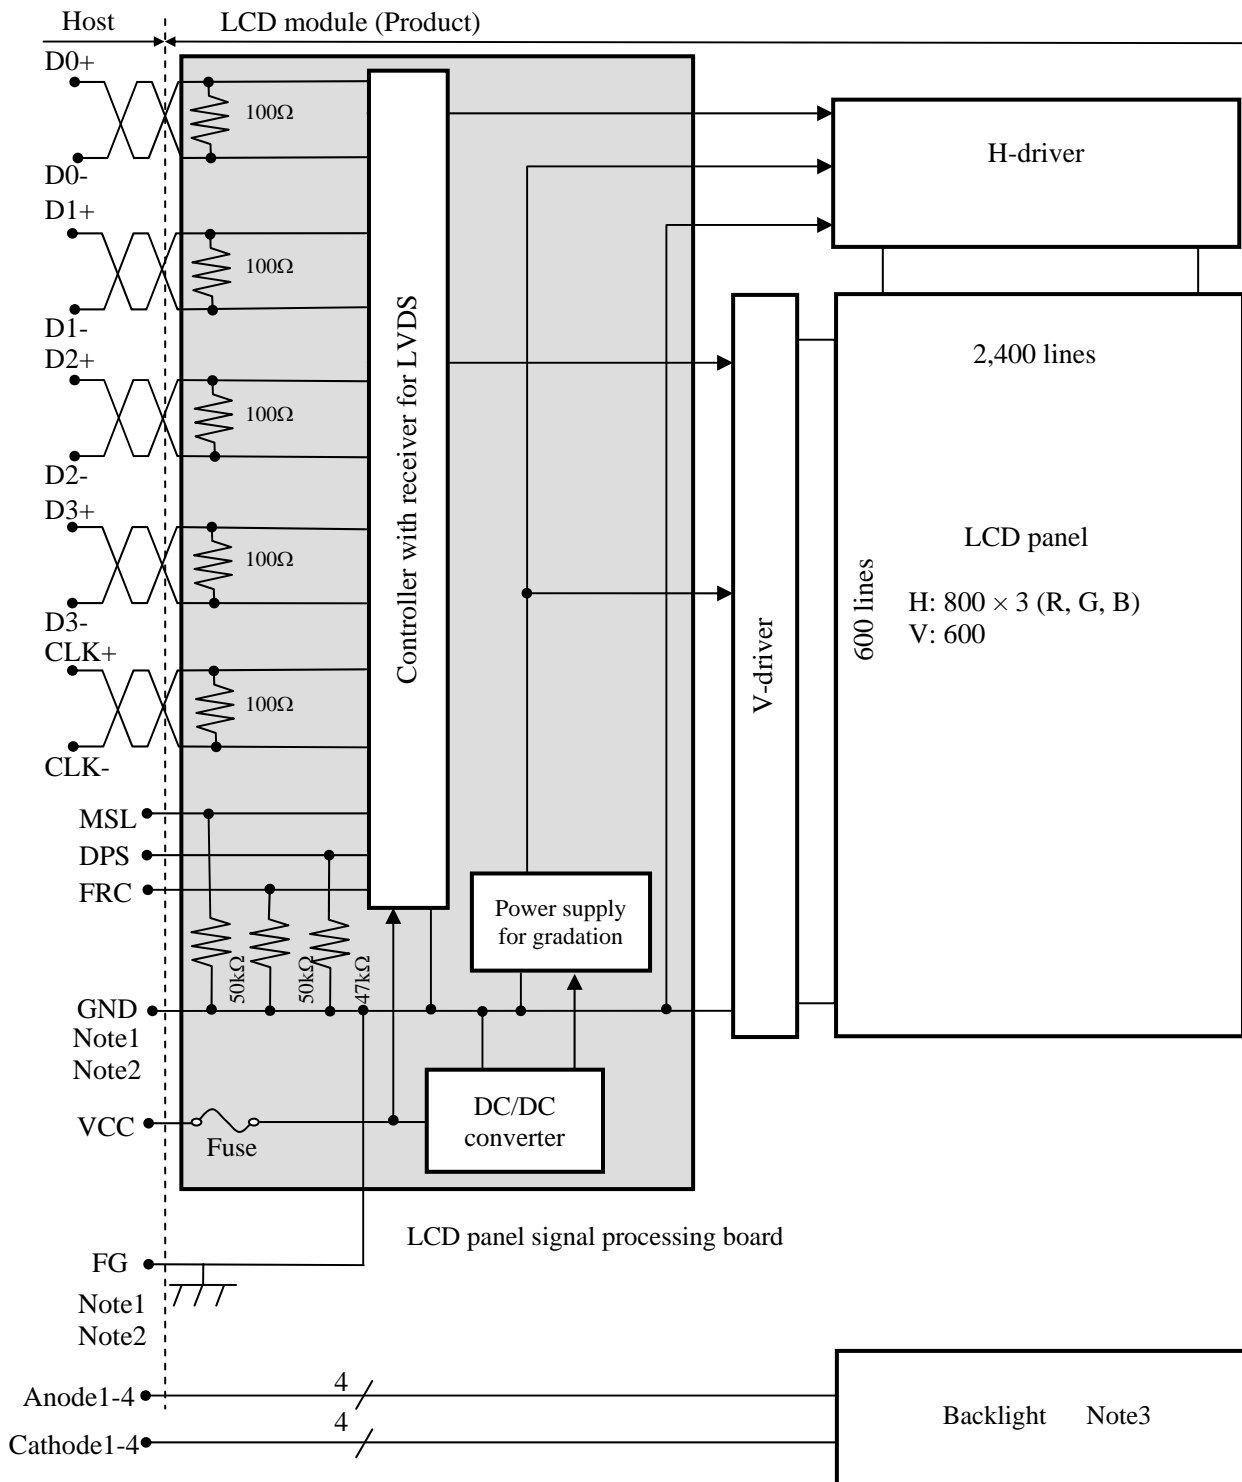 Host
LCD module (Product)
D0+
100Ω
D0-
H-driver
D1+
100Ω
D1-
D2+
100Ω
D2-
D3+
100Ω
D3-
CLK+
100Ω
CLK-
Controller with receiver for LVDS
2,400 lines
600 lines
LCD panel
H: 800 × 3 (R, G, B)
V: 600
V-driver
MSL
DPS
FRC
50kΩ
50kΩ
47kΩ
Power supply
for gradation
GND
Note1
Note2
VCC
Fuse
DC/DC
converter
LCD panel signal processing board
FG
Note1
Note2
Anode1-4
4
Cathode1-4
4
Backlight Note3